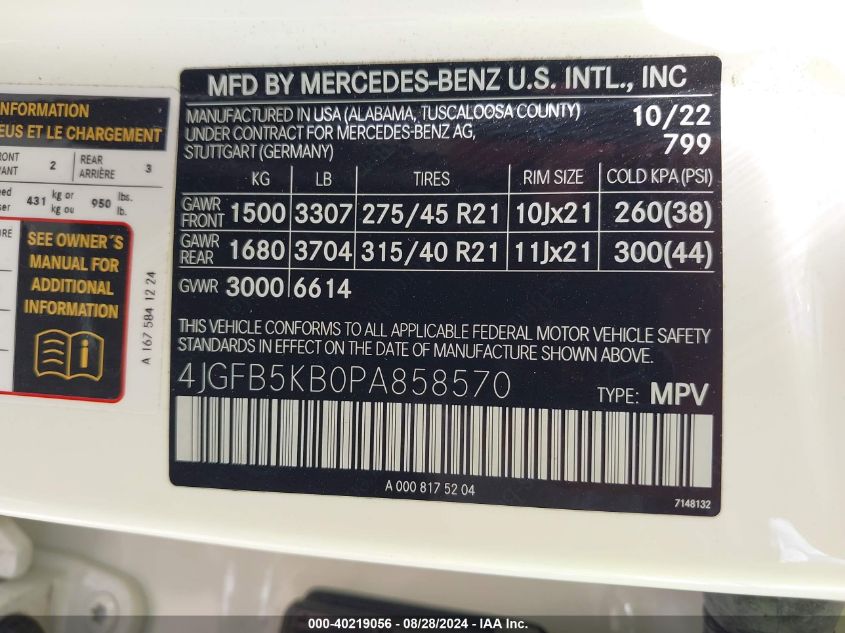 INFORMATION
EUS ET LE CHARGEMENT
2 REAR ARRIÈRE 3
431 kg or kg ou 950 lbs. lb.
SEE OWNER´S
MANUAL FOR
ADDITIONAL
INFORMATION
A 167 584 12 24
MFD BY MERCEDES-BENZ U.S. INTL., INC
MANUFACTURED IN USA (ALABAMA, TUSCALOOSA COUNTY) 10/22
UNDER CONTRACT FOR MERCEDES-BENZ AG, 799
STUTTGART (GERMANY)
KG LB TIRES RIM SIZE COLD KPA(PSI)
GAWR FRONT 1500 3307 275/45 R21 10Jx21 260(38)
GAWR REAR 1680 3704 315/40 R21 11Jx21 300(44)
GVWR 3000 6614
THIS VEHICLE CONFORMS TO ALL APPLICABLE FEDERAL MOTOR VEHICLE SAFETY
STANDARDS IN EFFECT ON THE DATE OF MANUFACTURE SHOWN ABOVE.
4JGFB5KB0PA858570 TYPE: MPV
A 000 817 52 04
7148132
000-40219056 - 08/28/2024 - IAA Inc.